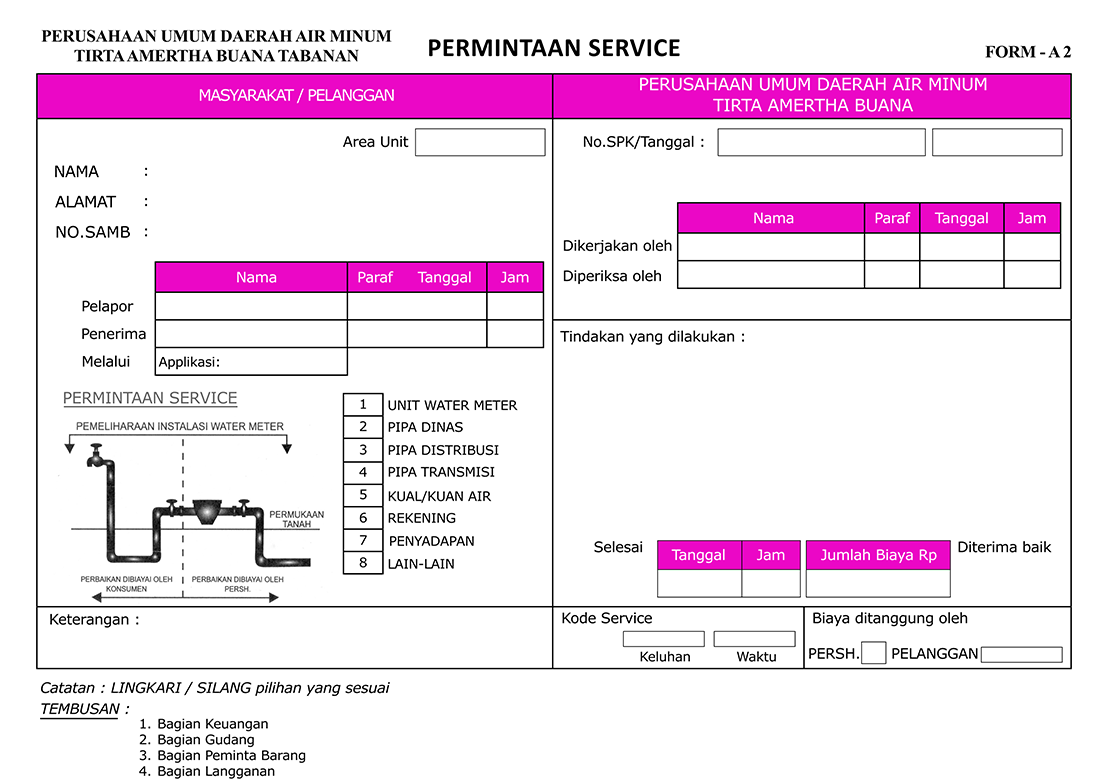 PERUSAHAAN UMUM DAERAH AIR MINUM
TIRTA AMERTHA BUANA TABANAN
PERMINTAAN SERVICE
FORM - A 2
MASYARAKAT / PELANGGAN
Area Unit
NAMA :
ALAMAT :
NO.SAMB :
Nama Paraf Tanggal Jam
Pelapor
Penerima
Melalui Applikasi:
PERMINTAAN SERVICE
PEMELIHARAAN INSTALASI WATER METER
PERMUKAAN
TANAH
PERBAIKAN DIBIAYAI OLEH
KONSUMEN
PERBAIKAN DIBIAYAI OLEH
PERSH.
1 UNIT WATER METER
2 PIPA DINAS
3 PIPA DISTRIBUSI
4 PIPA TRANSMISI
5 KUAL/KUAN AIR
6 REKENING
7 PENYADAPAN
8 LAIN-LAIN
Keterangan :
PERUSAHAAN UMUM DAERAH AIR MINUM
TIRTA AMERTHA BUANA
No.SPK/Tanggal :
Nama Paraf Tanggal Jam
Dikerjakan oleh
Diperiksa oleh
Tindakan yang dilakukan :
Selesai Tanggal Jam Jumlah Biaya Rp Diterima baik
Kode Service
Keluhan Waktu
Biaya ditanggung oleh
PERSH. PELANGGAN
Catatan : LINGKARI / SILANG pilihan yang sesuai
TEMBUSAN :
1. Bagian Keuangan
2. Bagian Gudang
3. Bagian Peminta Barang
4. Bagian Langganan